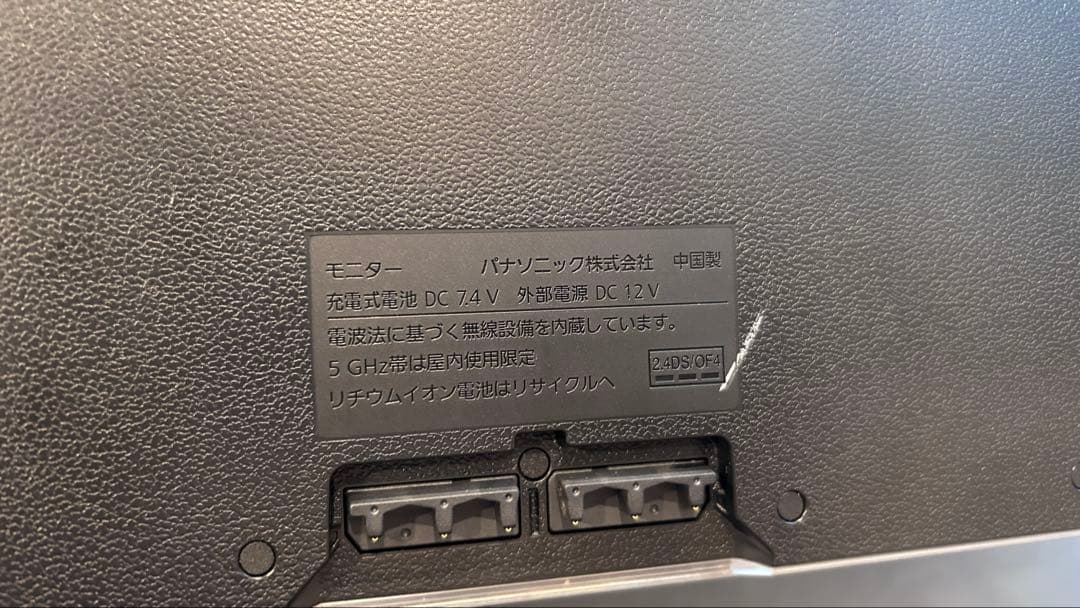 モニター パナソニック株式会社 中国製
充電式電池 DC 7.4 V 外部電源 DC 12 V
電波法に基づく無線設備を内蔵しています。
5 GHz帯は屋内使用限定
2.4DS/OF4
リチウムイオン電池はリサイクルへ